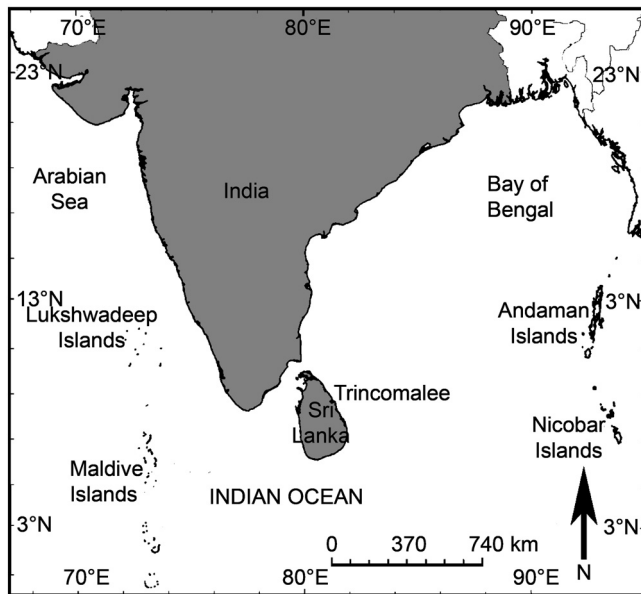 70°E 80°E 90°E
23°N 23°N
Arabian
Sea
India
Bay of
Bengal
13°N 3°N
Lukshwadeep
Islands
Andaman
Islands
Trincomalee
Sri
Lanka
Nicobar
Islands
Maldive
Islands
INDIAN OCEAN
3°N 3°N
0 370 740 km
N
70°E 80°E 90°E